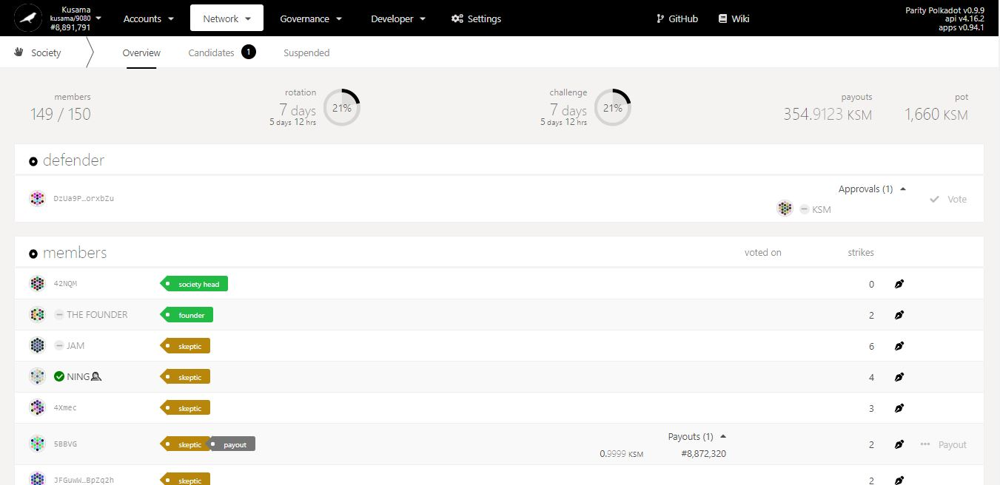 Kusama
kusama/9080
#8,891,791
Accounts
Network
Governance
Developer
Settings
GitHub
Wiki
Parity Polkadot v0.9.9
api v4.16.2
apps v0.94.1
Society
Overview
Candidates 1
Suspended
members
149 / 150
rotation
7 days
5 days 12 hrs
21%
challenge
7 days
5 days 12 hrs
21%
payouts
354.9123 KSM
pot
1,660 KSM
defender
DzUa9P…orxbZu
Approvals (1)
KSM
Vote
members voted on strikes
42NQM society head 0
THE FOUNDER founder 2
JAM skeptic 6
NING skeptic 4
4Xmec skeptic 3
5BBVG skeptic payout
Payouts (1)
0.9999 KSM #8,872,320
2
Payout
JFGuwW…BpZq2h skeptic 2